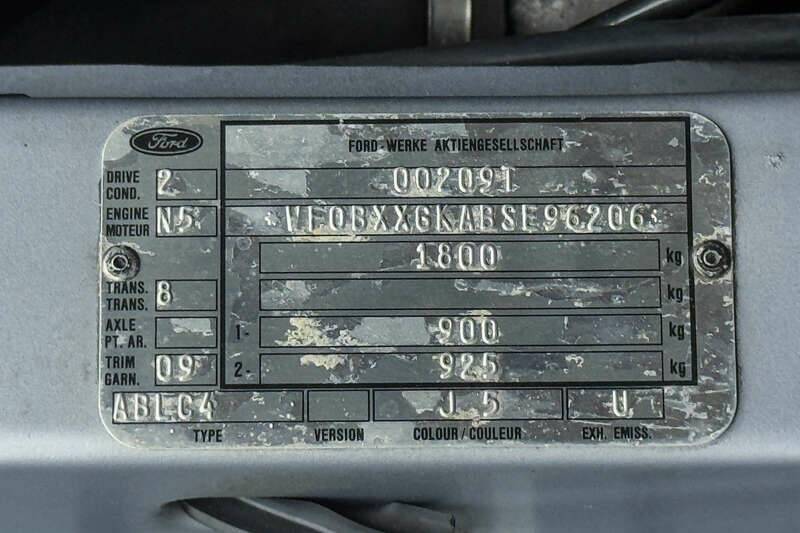 Ford
FORD-WERKE AKTIENGESELLSCHAFT
DRIVE
COND. 2
002091
ENGINE
MOTEUR N5
*WF0BXXGKABSE96206*
1800 kg
TRANS.
TRANS. 8
kg
AXLE
PT. AR.
1- 900 kg
TRIM
GARN. 09
2- 925 kg
ABLC4 J 5 U
TYPE VERSION COLOUR/COULEUR EXH. EMISS.